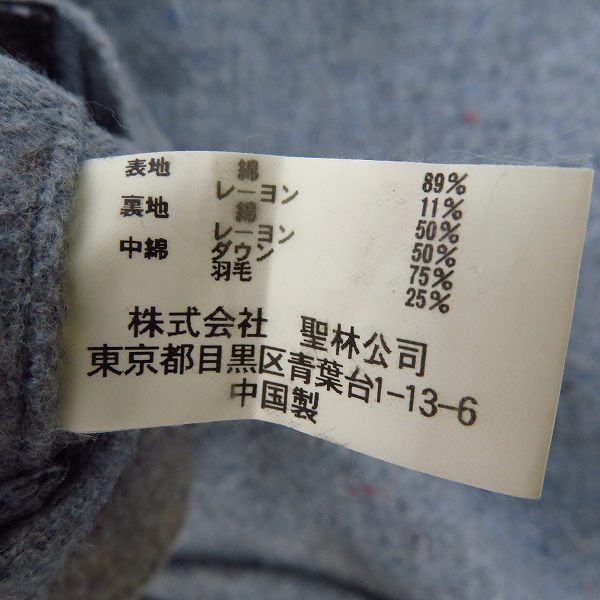 表地 綿 89%
レーヨン 11%
裏地 綿 50%
レーヨン 50%
中綿 ダウン 75%
羽毛 25%
株式会社 聖林公司
東京都目黒区青葉台1-13-6
中国製